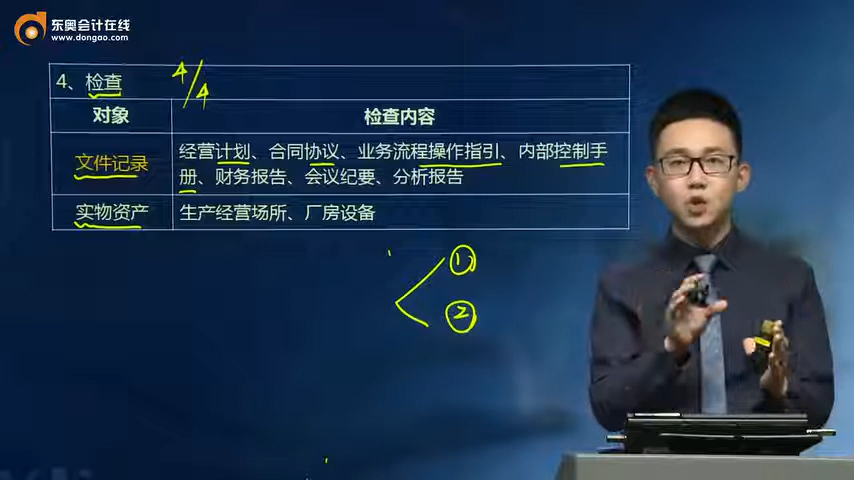 东奥会计在线
www.dongao.com
4、检查
4/4
对象
检查内容
文件记录
经营计划、合同协议、业务流程操作指引、内部控制手
册、财务报告、会议纪要、分析报告
实物资产
生产经营场所、厂房设备
①
②